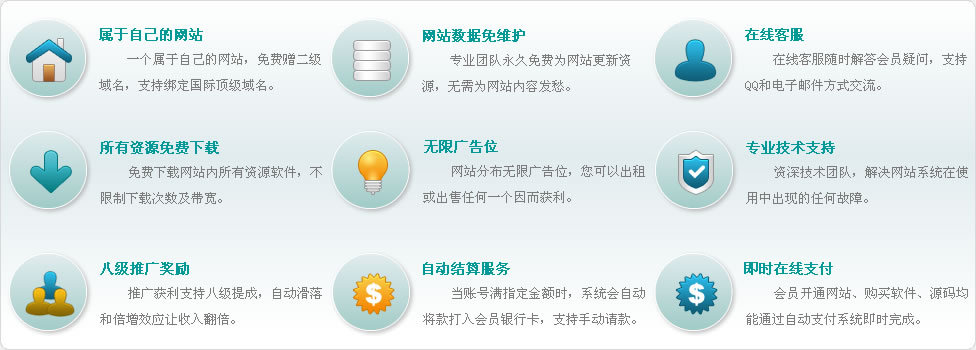 属于自己的网站
一个属于自己的网站，免费赠二级
域名，支持绑定国际顶级域名。
网站数据免维护
专业团队永久免费为网站更新资
源，无需为网站内容发愁。
在线客服
在线客服随时解答会员疑问，支持
QQ和电子邮件方式交流。
所有资源免费下载
免费下载网站内所有资源软件，不
限制下载次数及带宽。
无限广告位
网站分布无限广告位，您可以出租
或出售任何一个因而获利。
专业技术支持
资深技术团队，解决网站系统在使
用中出现的任何故障。
八级推广奖励
推广获利支持八级提成，自动滑落
和倍增效应让收入翻倍。
自动结算服务
当账号满指定金额时，系统会自动
将款打入会员银行卡，支持手动请款。
即时在线支付
会员开通网站、购买软件、源码均
能通过自动支付系统即时完成。